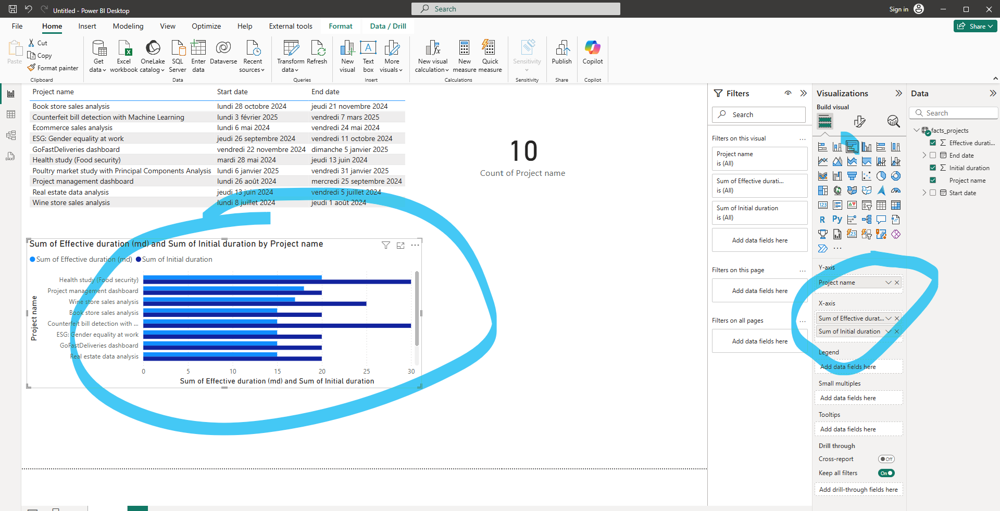 Untitled - Power BI Desktop
Search
Sign in
File Home Insert Modeling View Optimize Help External tools Format Data / Drill
Share
Paste
Cut
Copy
Format painter
Clipboard
Get data
Excel workbook
OneLake catalog
SQL Server
Enter data
Dataverse
Recent sources
Data
Transform data
Refresh
Queries
New visual
Text box
More visuals
Insert
New visual calculation
New measure
Quick measure
Calculations
Sensitivity
Sensitivity
Publish
Share
Copilot
Copilot
DAX
Project name Start date End date
Book store sales analysis lundi 28 octobre 2024 jeudi 21 novembre 2024
Counterfeit bill detection with Machine Learning lundi 3 février 2025 vendredi 7 mars 2025
Ecommerce sales analysis lundi 6 mai 2024 vendredi 24 mai 2024
ESG: Gender equality at work jeudi 26 septembre 2024 vendredi 11 octobre 2024
GoFastDeliveries dashboard vendredi 22 novembre 2024 dimanche 5 janvier 2025
Health study (Food security) mardi 28 mai 2024 jeudi 13 juin 2024
Poultry market study with Principal Components Analysis lundi 6 janvier 2025 vendredi 31 janvier 2025
Project management dashboard lundi 26 août 2024 mercredi 25 septembre 2024
Real estate data analysis jeudi 13 juin 2024 vendredi 5 juillet 2024
Wine store sales analysis lundi 8 juillet 2024 jeudi 1 août 2024
10
Count of Project name
Sum of Effective duration (md) and Sum of Initial duration by Project name
Sum of Effective duration (md) Sum of Initial duration
Project name
Health study (Food security)
Project management dashboard
Wine store sales analysis
Book store sales analysis
Counterfeit bill detection with ...
ESG: Gender equality at work
GoFastDeliveries dashboard
Real estate data analysis
0 5 10 15 20 25 30
Sum of Effective duration (md) and Sum of Initial duration
Filters
Search
Filters on this visual ...
Project name
is (All)
Sum of Effective durati...
is (All)
Sum of Initial duration
is (All)
Add data fields here
Filters on this page ...
Add data fields here
Filters on all pages ...
Add data fields here
Visualizations
Build visual
123
R Py
123
...
Y-axis
Project name
X-axis
Sum of Effective durat...
Sum of Initial duration
Legend
Add data fields here
Small multiples
Add data fields here
Tooltips
Add data fields here
Drill through
Cross-report Off
Keep all filters On
Add drill-through fields here
Data
Search
facts_projects
Effective durati...
End date
Initial duration
Project name
Start date